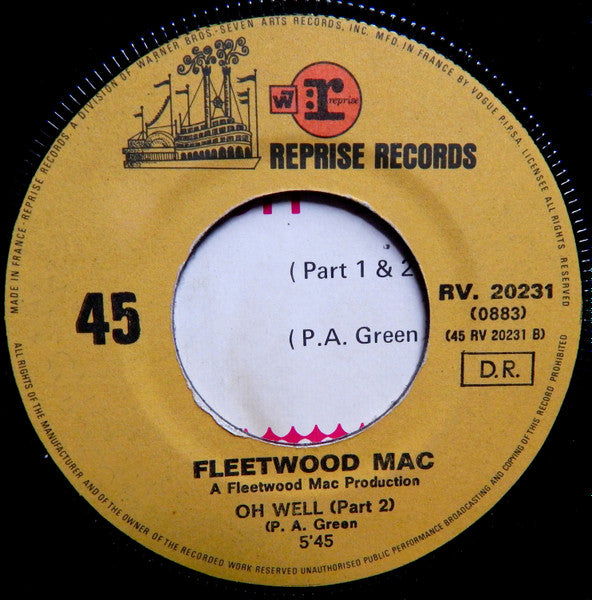 MADE IN FRANCE - REPRISE RECORDS, A DIVISION OF WARNER BROS-SEVEN ARTS RECORDS, INC. MFD. IN FRANCE BY VOGUE P.I.P.S.A. LICENSEE ALL RIGHTS RESERVED
W7
r
reprise
REPRISE RECORDS
(Part 1 & 2
(P.A. Green
45
RV. 20231
(0883)
(45 RV 20231 B)
D.R.
FLEETWOOD MAC
A Fleetwood Mac Production
OH WELL (Part 2)
(P. A. Green
5'45
ALL RIGHTS OF THE MANUFACTURER AND OF THE OWNER OF THE RECORDED WORK RESERVED UNAUTHORISED PUBLIC PERFORMANCE BROADCASTING AND COPYING OF THIS RECORD PROHIBITED